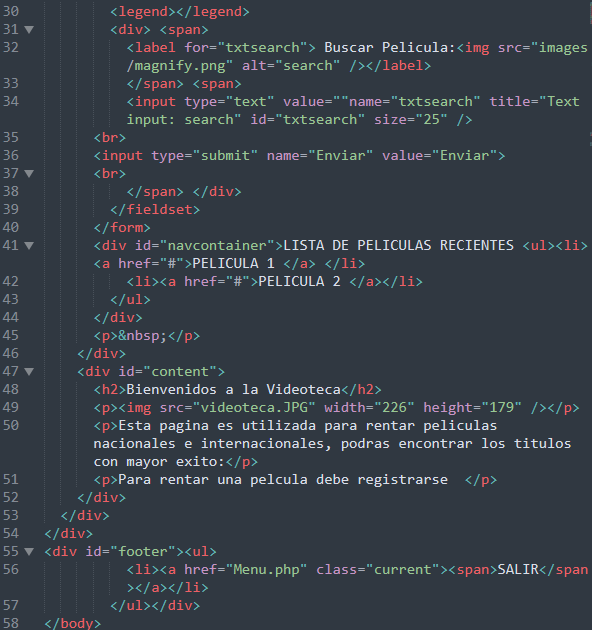 30 <legend></legend>
31 <div> <span>
32 <label for="txtsearch"> Buscar Pelicula:<img src="images
/magnify.png" alt="search" /></label>
33 </span> <span>
34 <input type="text" value=""name="txtsearch" title="Text
input: search" id="txtsearch" size="25" />
35 <br>
36 <input type="submit" name="Enviar" value="Enviar">
37 <br>
38 </span> </div>
39 </fieldset>
40 </form>
41 <div id="navcontainer">LISTA DE PELICULAS RECIENTES <ul><li>
<a href="#">PELICULA 1 </a> </li>
42 <li><a href="#">PELICULA 2 </a></li>
43 </ul>
44 </div>
45 <p>&nbsp;</p>
46 </div>
47 <div id="content">
48 <h2>Bienvenidos a la Videoteca</h2>
49 <p><img src="videoteca.JPG" width="226" height="179" /></p>
50 <p>Esta pagina es utilizada para rentar peliculas
nacionales e internacionales, podras encontrar los titulos
con mayor exito:</p>
51 <p>Para rentar una pelcula debe registrarse  </p>
52 </div>
53 </div>
54 </div>
55 <div id="footer"><ul>
56 <li><a href="Menu.php" class="current"><span>SALIR</span
></a></li>
57 </ul></div>
58 </body>